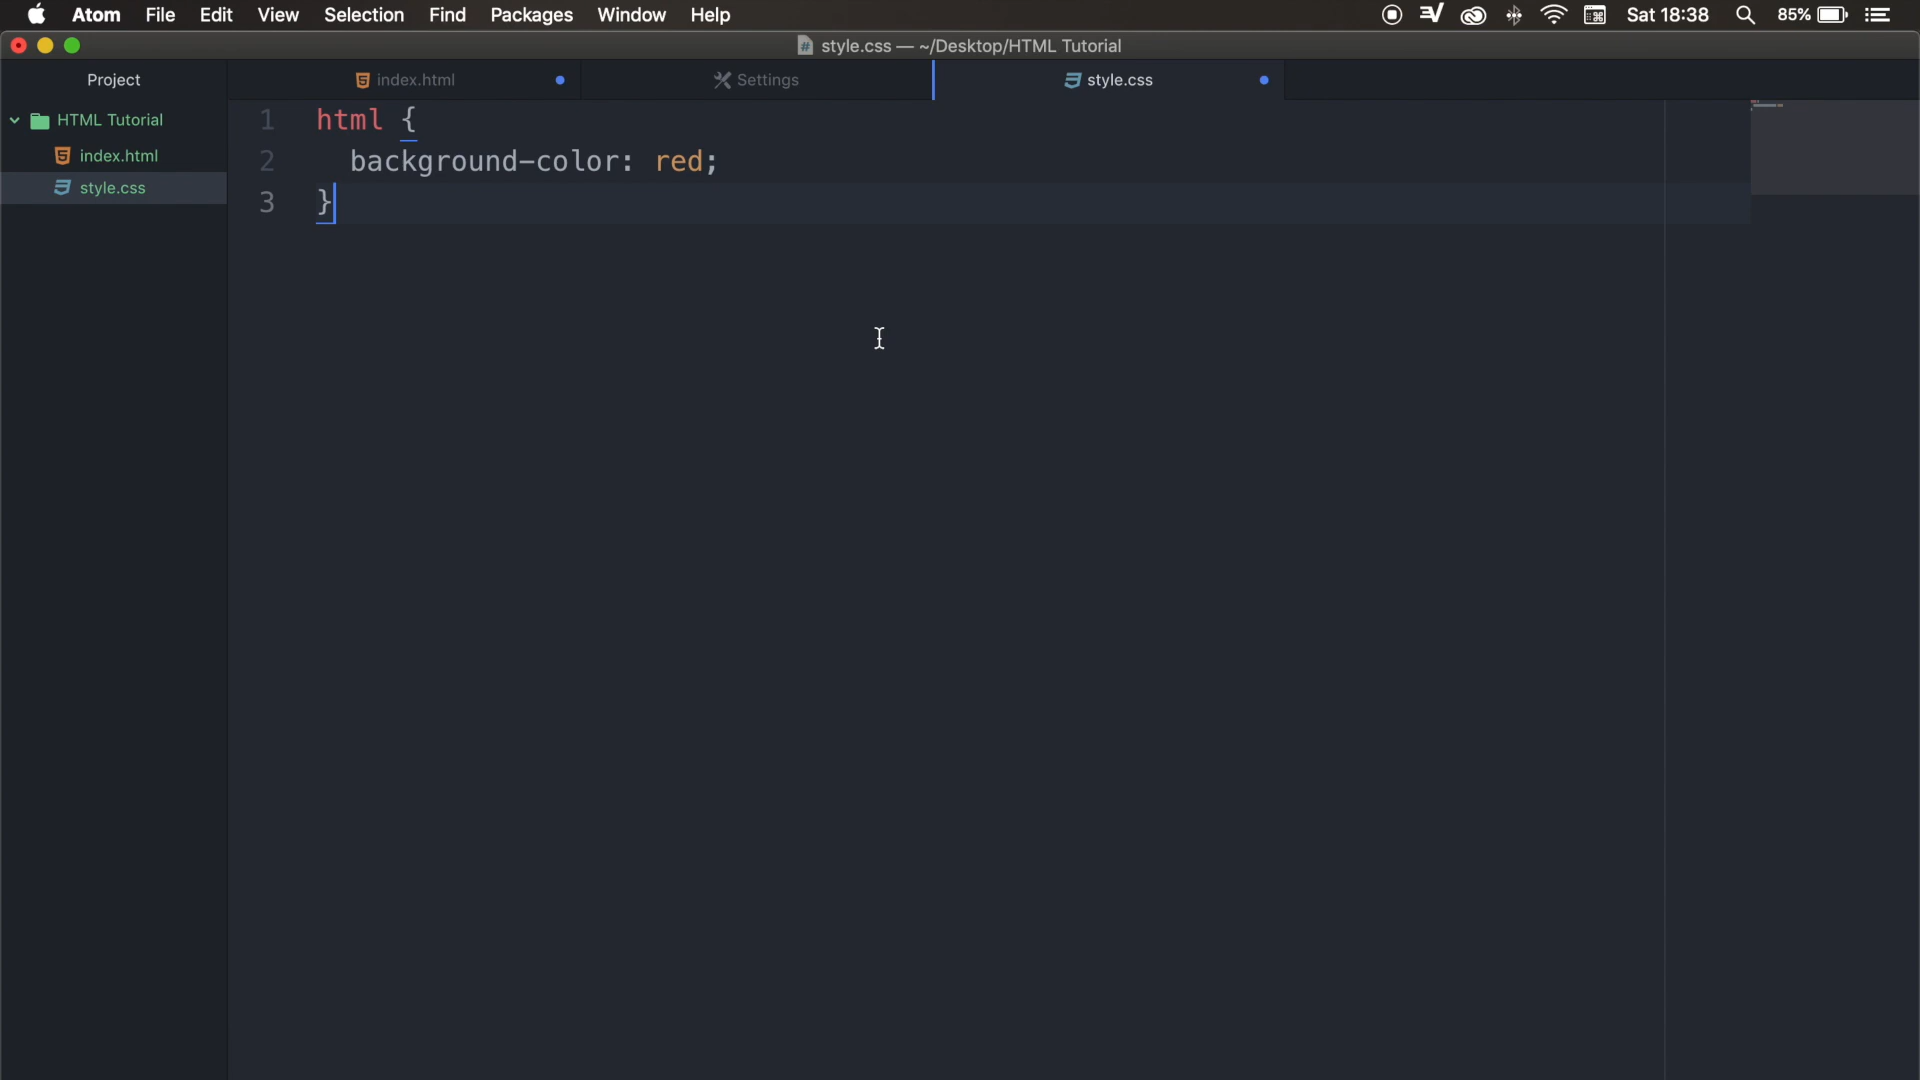 Atom File Edit View Selection Find Packages Window Help Sat 18:38 85%
style.css — ~/Desktop/HTML Tutorial
Project index.html Settings style.css
HTML Tutorial
index.html
style.css
1 html {
2 background-color: red;
3 }